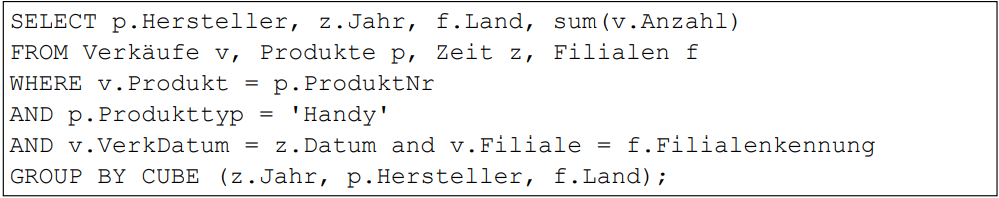 SELECT p.Hersteller, z.Jahr, f.Land, sum(v.Anzahl)
FROM Verkäufe v, Produkte p, Zeit z, Filialen f
WHERE v.Produkt = p.ProduktNr
AND p.Produkttyp = 'Handy'
AND v.VerkDatum = z.Datum and v.Filiale = f.Filialenkennung
GROUP BY CUBE (z.Jahr, p.Hersteller, f.Land);